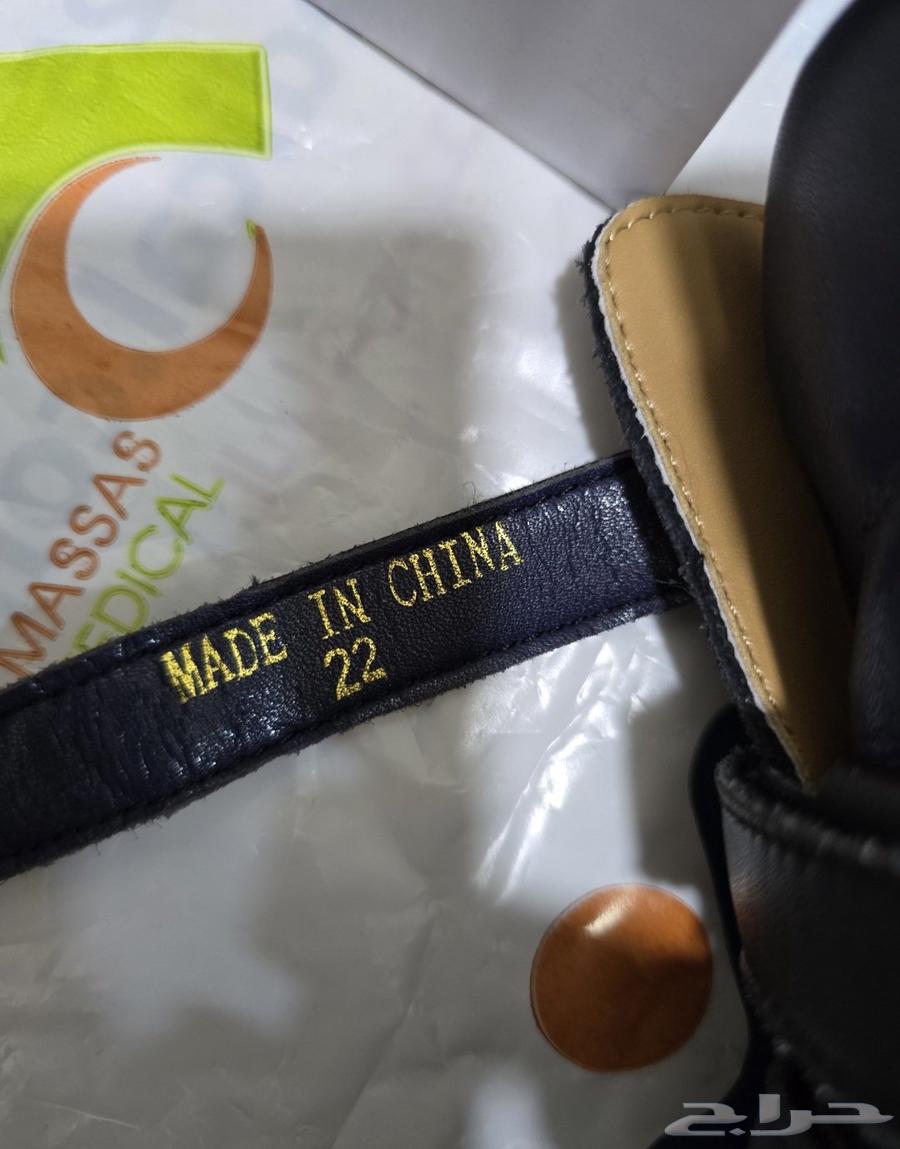 MASSAS
EDICAL
MADE IN CHINA
22
حراج